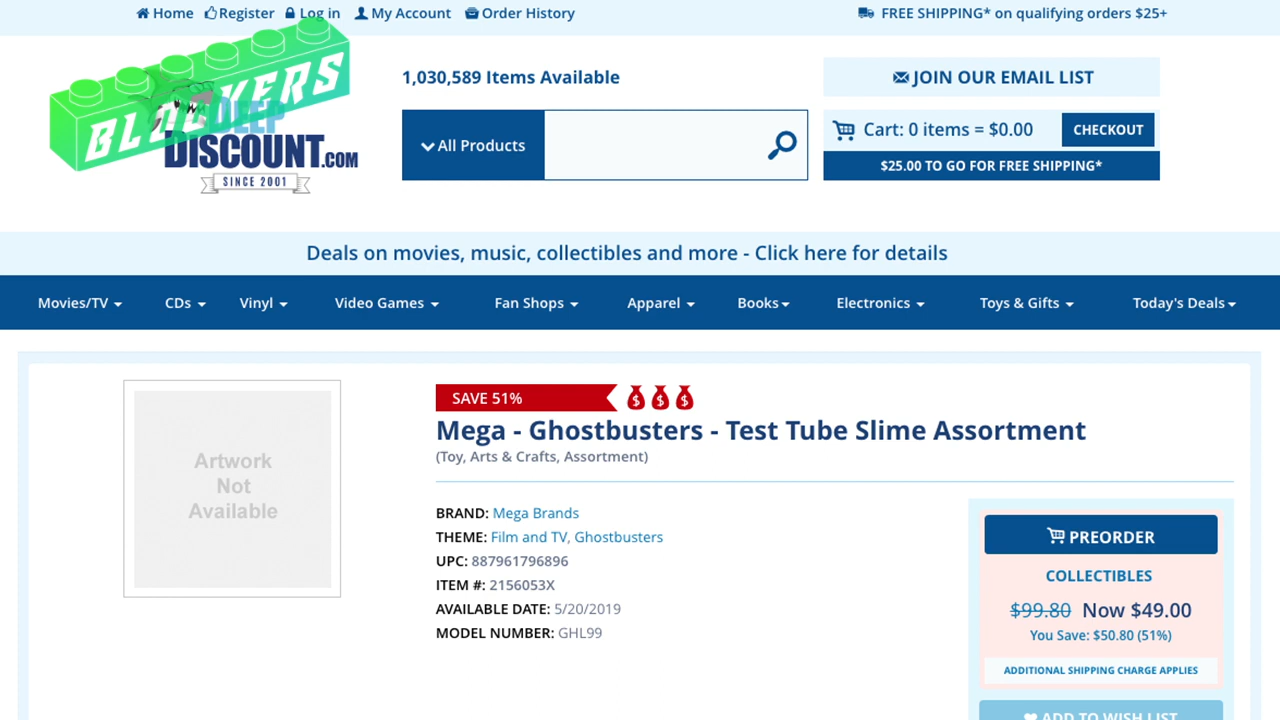 Home Register Log in My Account Order History
FREE SHIPPING* on qualifying orders $25+
BLOCKERS
DEEP
DISCOUNT.COM
SINCE 2001
1,030,589 Items Available
All Products
JOIN OUR EMAIL LIST
Cart: 0 items = $0.00
CHECKOUT
$25.00 TO GO FOR FREE SHIPPING*
Deals on movies, music, collectibles and more - Click here for details
Movies/TV CDs Vinyl Video Games Fan Shops Apparel Books Electronics Toys & Gifts Today's Deals
Artwork
Not
Available
SAVE 51%
Mega - Ghostbusters - Test Tube Slime Assortment
(Toy, Arts & Crafts, Assortment)
BRAND: Mega Brands
THEME: Film and TV, Ghostbusters
UPC: 887961796896
ITEM #: 2156053X
AVAILABLE DATE: 5/20/2019
MODEL NUMBER: GHL99
PREORDER
COLLECTIBLES
$99.80 Now $49.00
You Save: $50.80 (51%)
ADDITIONAL SHIPPING CHARGE APPLIES
ADD TO WISH LIST